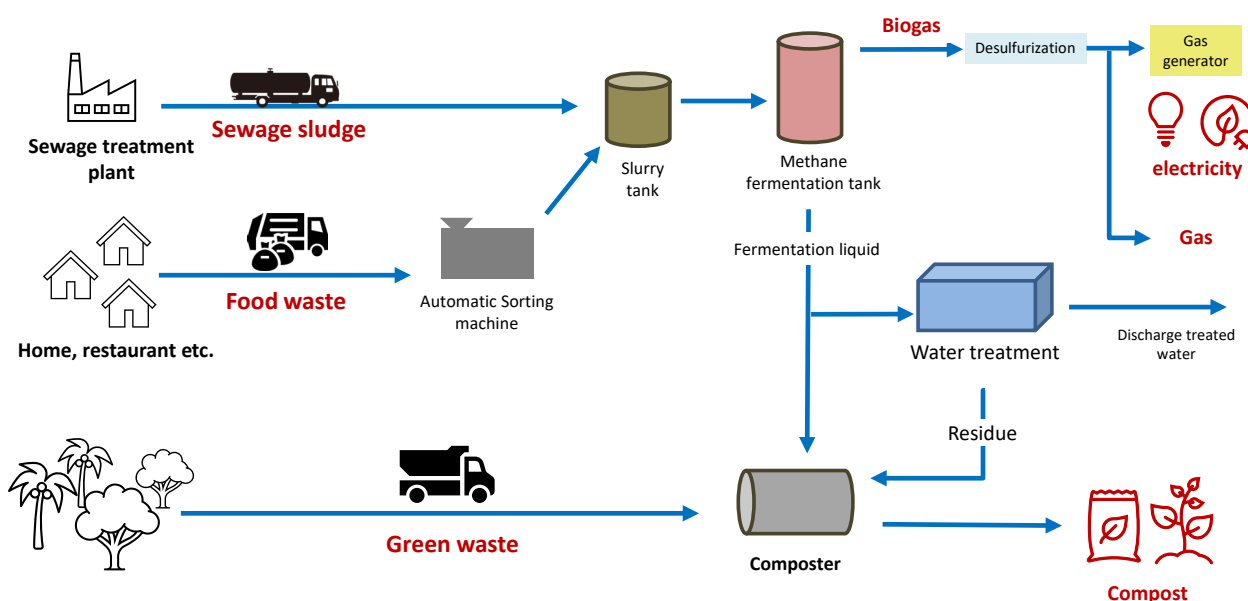 Biogas
Desulfurization
Gas
generator
Sewage sludge
Sewage treatment
plant
Slurry
tank
Methane
fermentation tank
electricity
Fermentation liquid
Gas
Food waste
Automatic Sorting
machine
Home, restaurant etc.
Water treatment
Discharge treated
water
Residue
Green waste
Composter
Compost